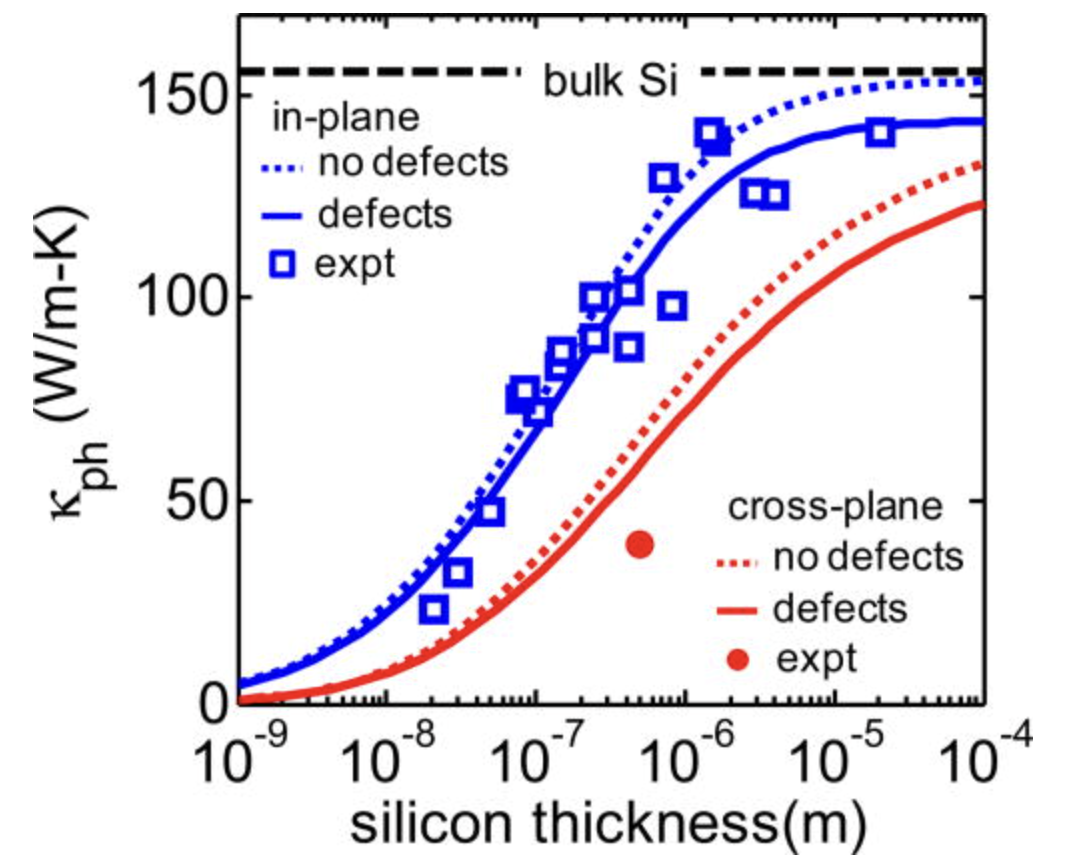 bulk Si
in-plane
no defects
defects
expt
cross-plane
no defects
defects
expt
150
100
50
0
10^-9
10^-8
10^-7
10^-6
10^-5
10^-4
κph (W/m-K)
silicon thickness(m)